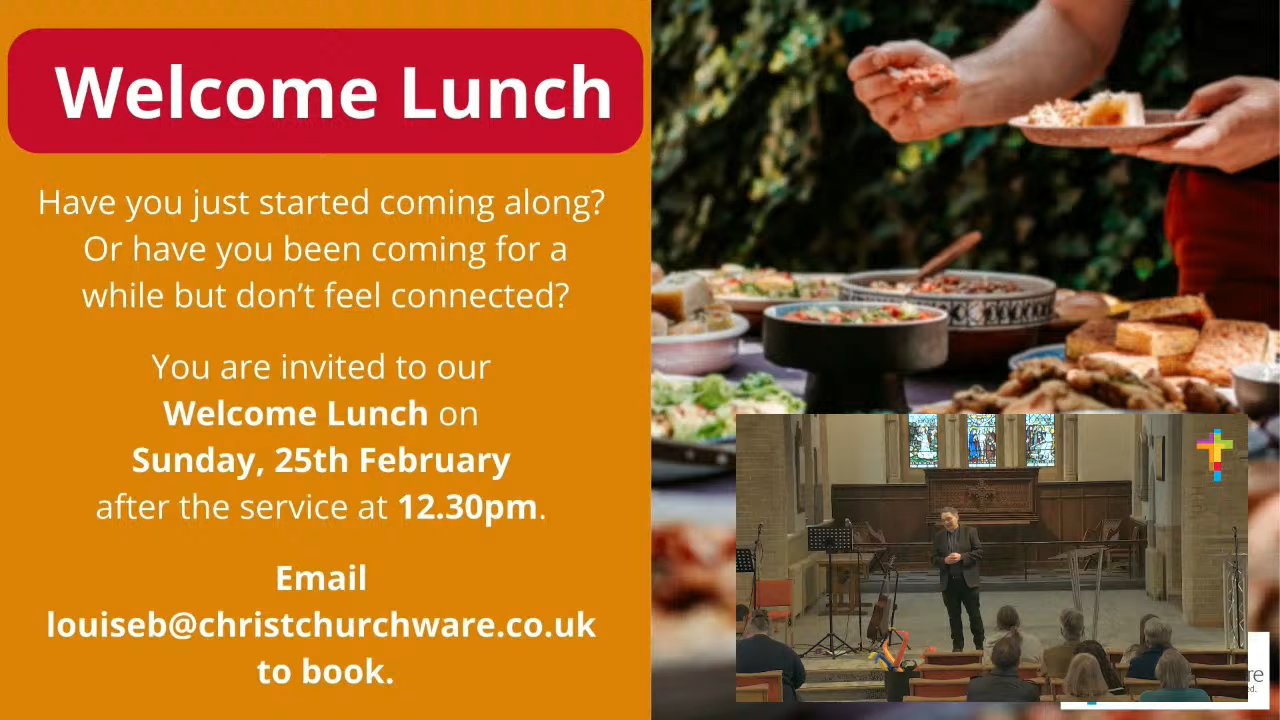 Welcome Lunch
Have you just started coming along?
Or have you been coming for a
while but don't feel connected?
You are invited to our
Welcome Lunch on
Sunday, 25th February
after the service at 12.30pm.
Email
louiseb@christchurchware.co.uk
to book.